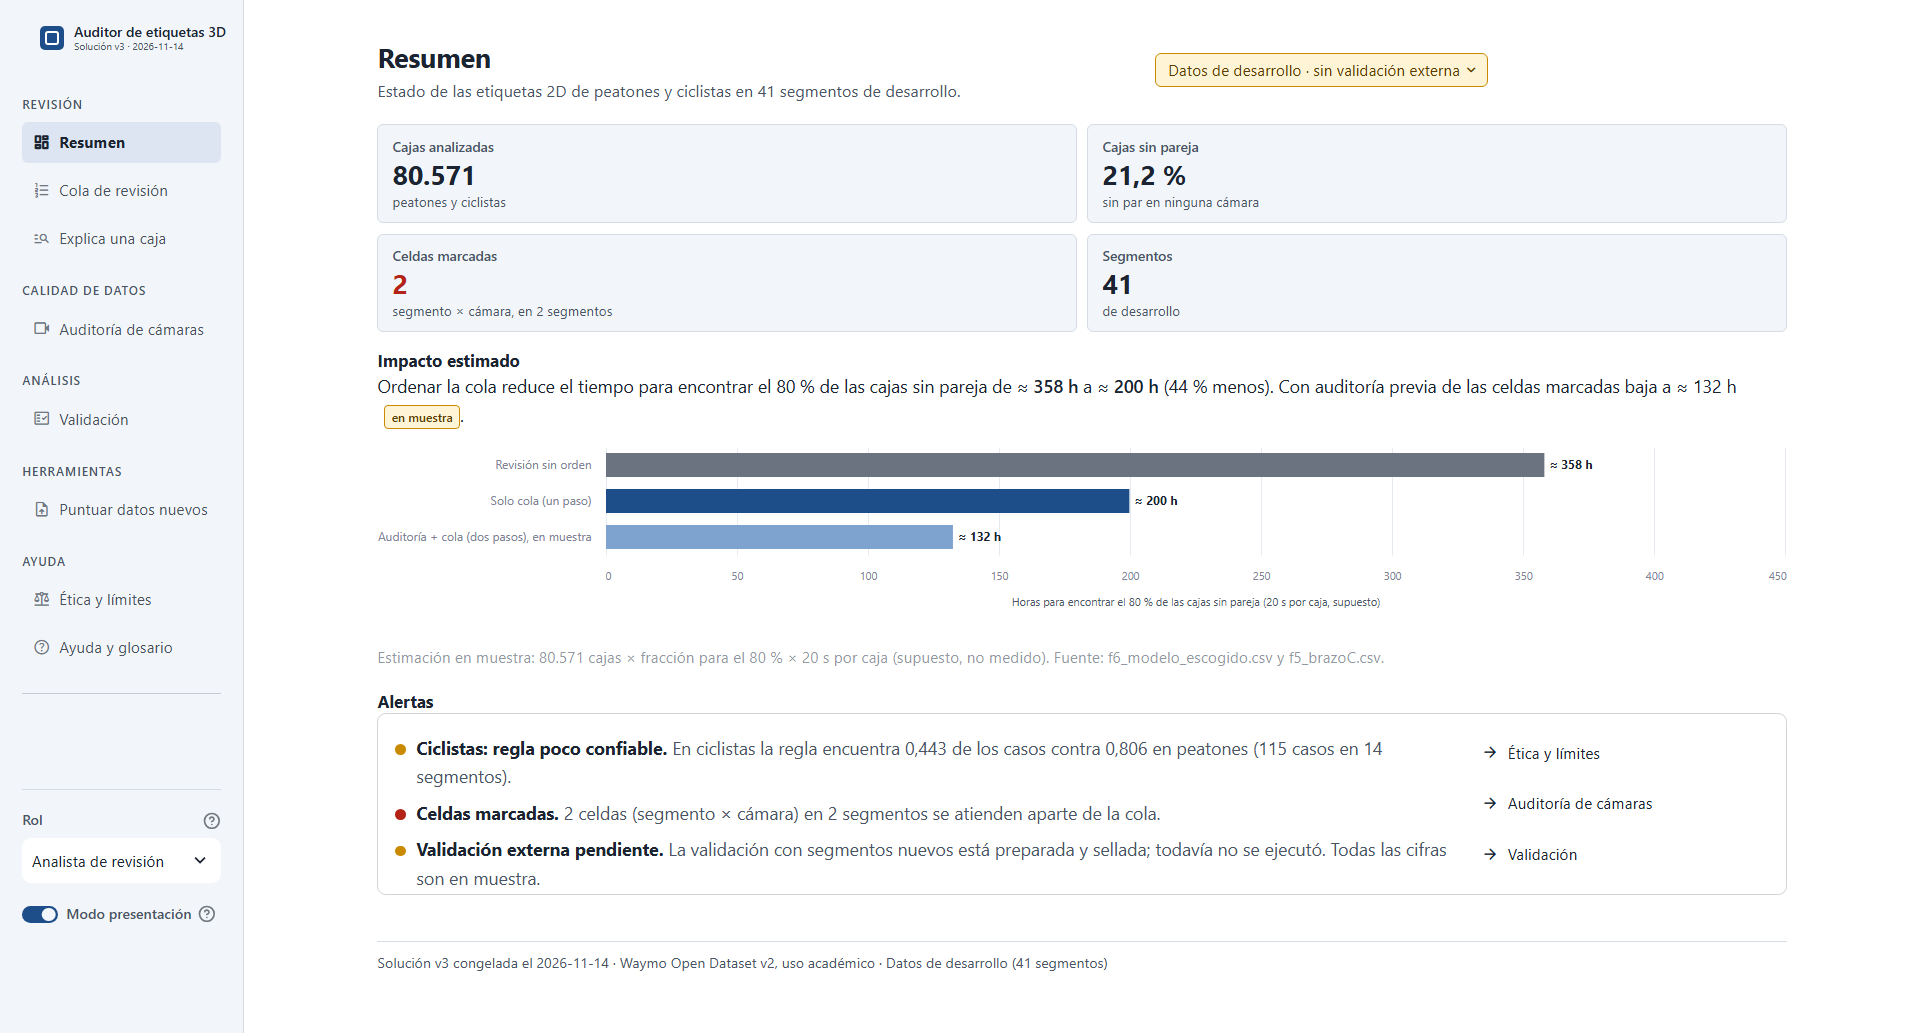 Auditor de etiquetas 3D
Solución v3 · 2026-11-14
REVISIÓN
Resumen
Cola de revisión
Explica una caja
CALIDAD DE DATOS
Auditoría de cámaras
ANÁLISIS
Validación
HERRAMIENTAS
Puntuar datos nuevos
AYUDA
Ética y límites
Ayuda y glosario
Rol
Analista de revisión
Modo presentación
Resumen
Datos de desarrollo · sin validación externa
Estado de las etiquetas 2D de peatones y ciclistas en 41 segmentos de desarrollo.
Cajas analizadas
80.571
peatones y ciclistas
Cajas sin pareja
21,2 %
sin par en ninguna cámara
Celdas marcadas
2
segmento × cámara, en 2 segmentos
Segmentos
41
de desarrollo
Impacto estimado
Ordenar la cola reduce el tiempo para encontrar el 80 % de las cajas sin pareja de ≈ 358 h a ≈ 200 h (44 % menos). Con auditoría previa de las celdas marcadas baja a ≈ 132 h
en muestra.
Revisión sin orden ≈ 358 h
Solo cola (un paso) ≈ 200 h
Auditoría + cola (dos pasos), en muestra ≈ 132 h
0 50 100 150 200 250 300 350 400 450
Horas para encontrar el 80 % de las cajas sin pareja (20 s por caja, supuesto)
Estimación en muestra: 80.571 cajas × fracción para el 80 % × 20 s por caja (supuesto, no medido). Fuente: f6_modelo_escogido.csv y f5_brazoC.csv.
Alertas
Ciclistas: regla poco confiable. En ciclistas la regla encuentra 0,443 de los casos contra 0,806 en peatones (115 casos en 14
segmentos).
Celdas marcadas. 2 celdas (segmento × cámara) en 2 segmentos se atienden aparte de la cola.
Validación externa pendiente. La validación con segmentos nuevos está preparada y sellada; todavía no se ejecutó. Todas las cifras
son en muestra.
→ Ética y límites
→ Auditoría de cámaras
→ Validación
Solución v3 congelada el 2026-11-14 · Waymo Open Dataset v2, uso académico · Datos de desarrollo (41 segmentos)